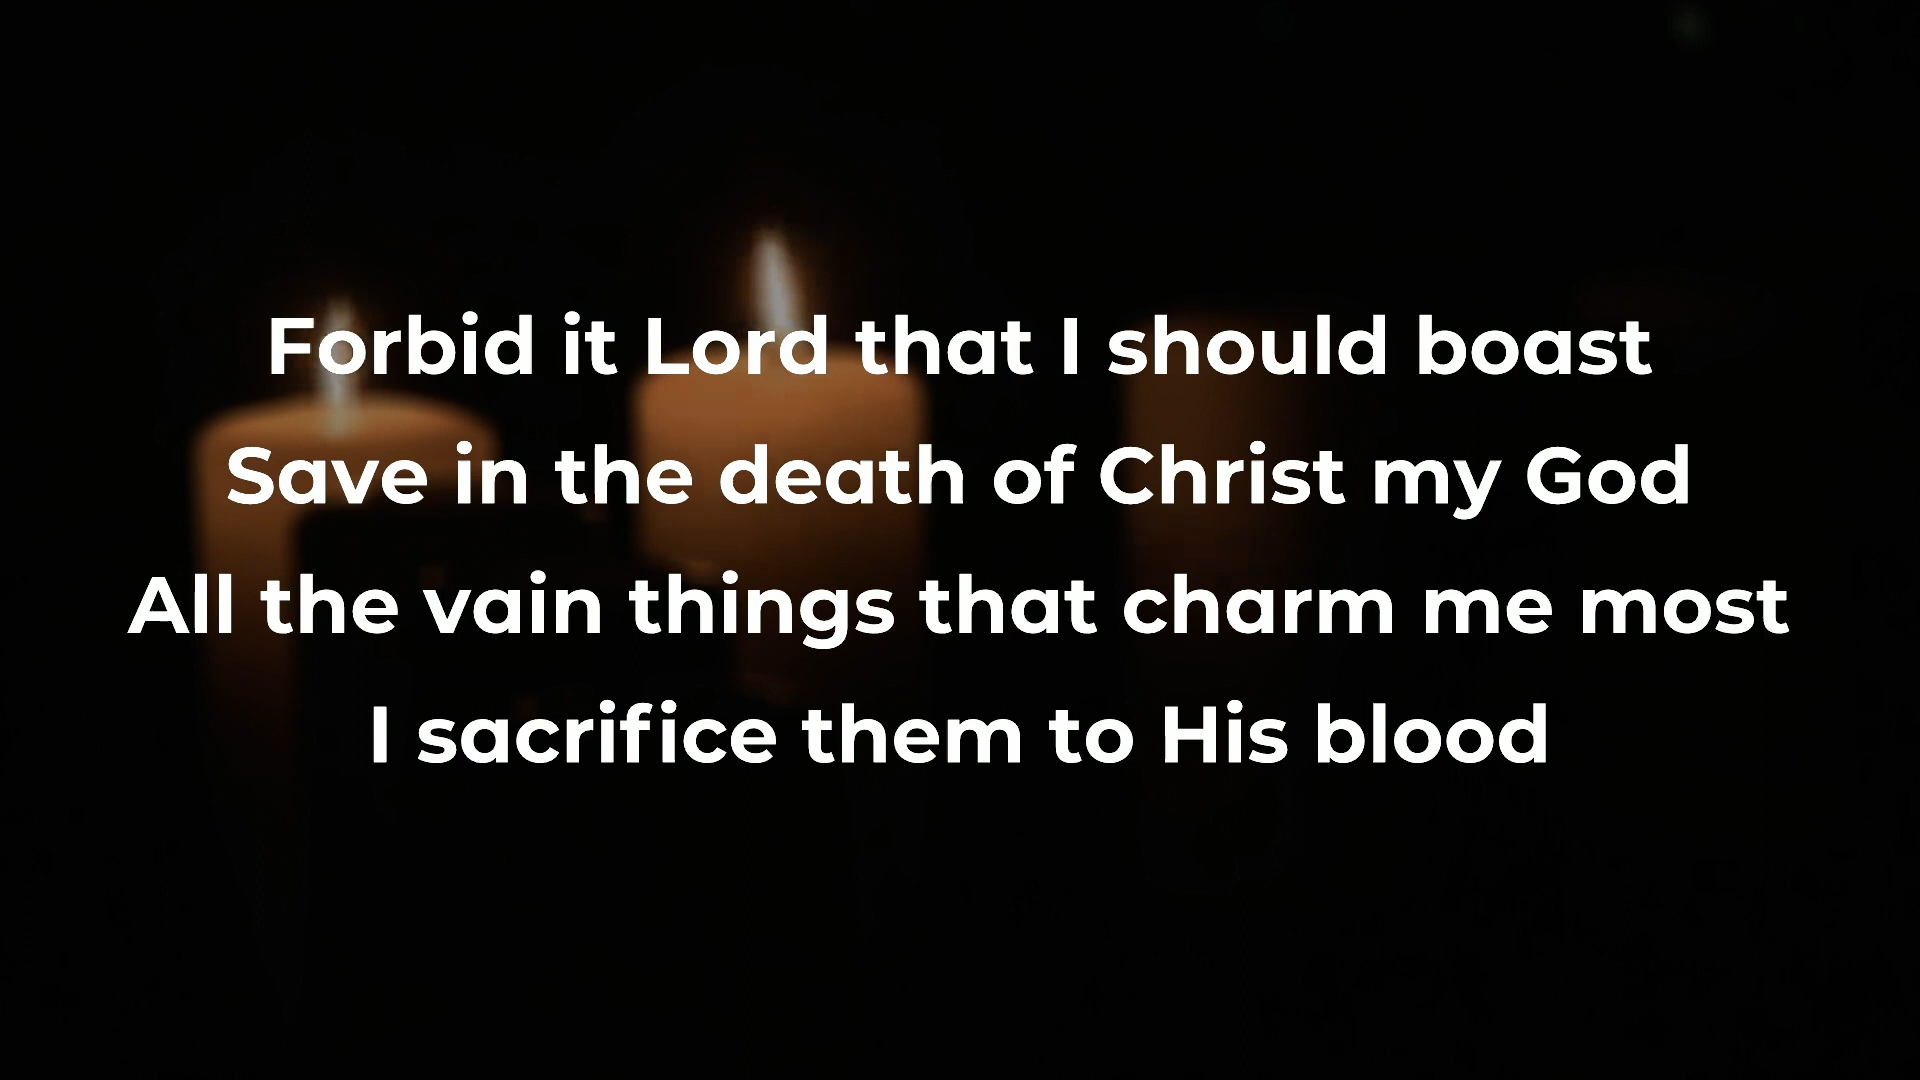 Forbid it Lord that I should boast
Save in the death of Christ my God
All the vain things that charm me most
I sacrifice them to His blood